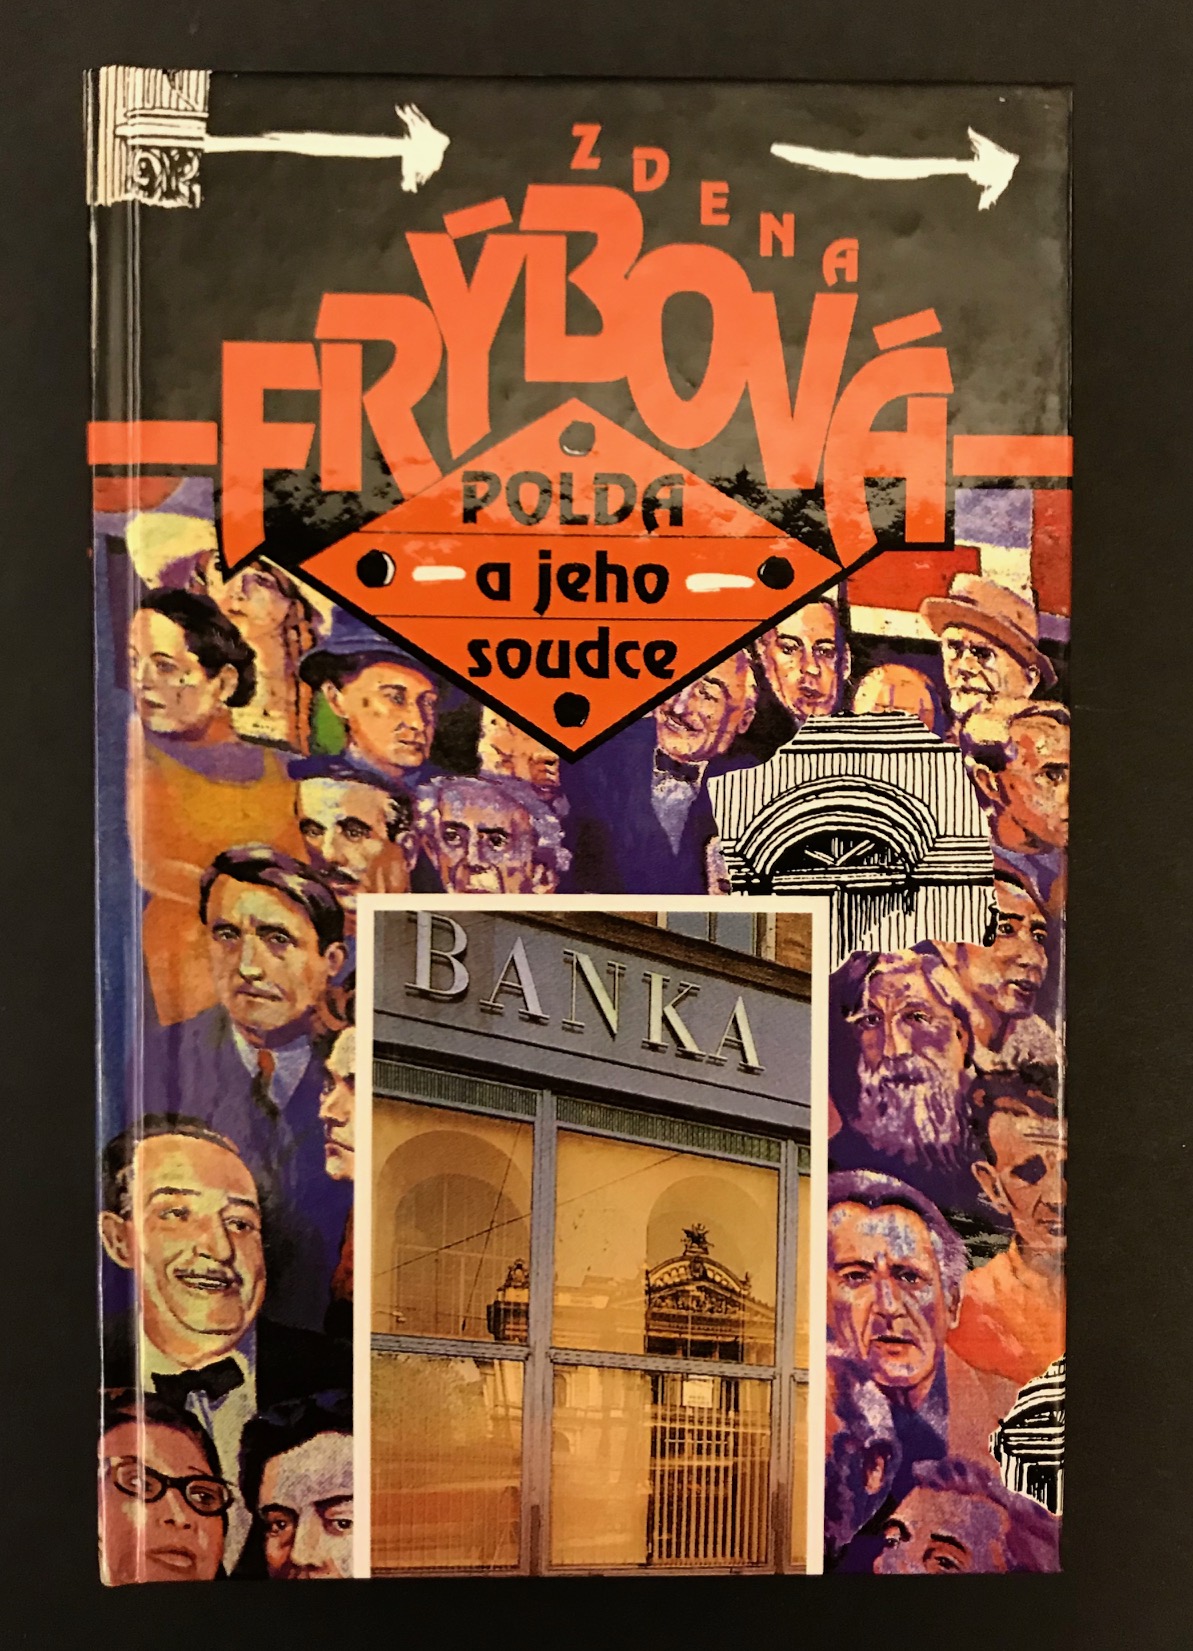 ZDENA
FRÝBOVÁ
POLDA
a jeho
soudce
BANKA